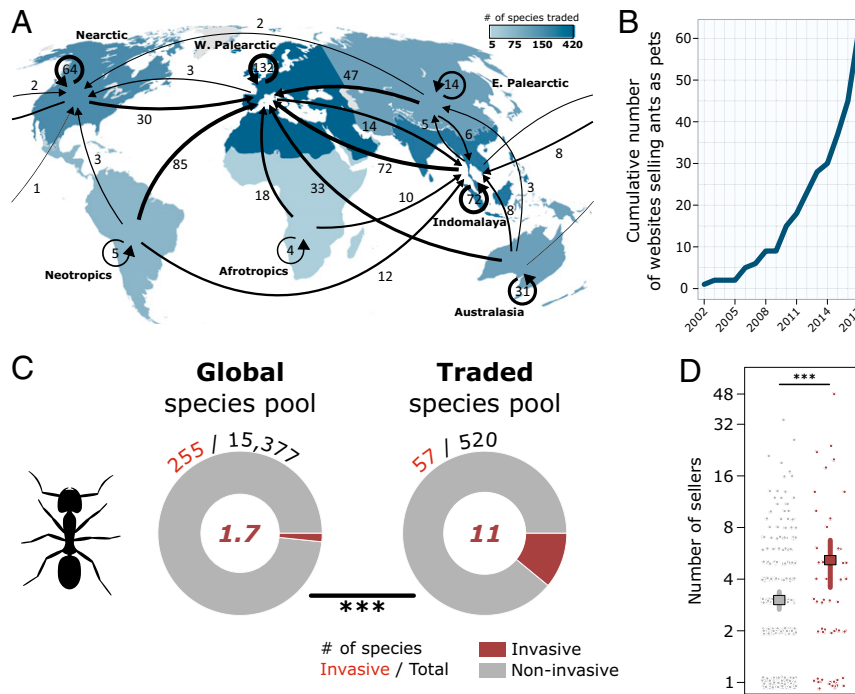 A
# of species traded
5 75 150 420
Nearctic
W. Palearctic
E. Palearctic
Neotropics
Afrotropics
Indomalaya
Australasia
2
64
132
14
2
3
47
30
14
5
6
8
3
85
72
1
18
33
10
3
72
8
5
4
12
31
B
Cumulative number
of websites selling ants as pets
60
50
40
30
20
10
0
2002
2005
2008
2011
2014
C
Global
species pool
255 / 15,377
1.7
Traded
species pool
57 / 520
11
***
# of species
Invasive / Total
Invasive
Non-invasive
D
***
Number of sellers
48
32
16
8
4
2
1